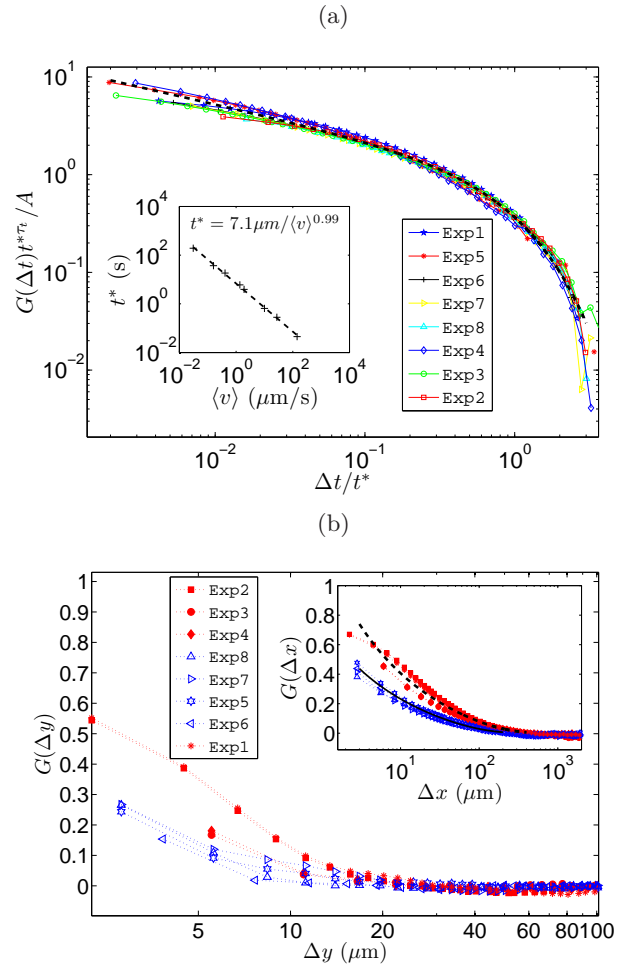 (a)
10^1
10^0
10^{-1}
10^{-2}
G(Δt)t*^{τ_t}/A
10^4
10^2
10^0
10^{-2}
t* (s)
t* = 7.1μm/⟨v⟩^{0.99}
10^{-2} 10^0 10^2 10^4
⟨v⟩ (μm/s)
Exp1
Exp5
Exp6
Exp7
Exp8
Exp4
Exp3
Exp2
10^{-2} 10^{-1} 10^0
Δt/t*
(b)
1
0.9
0.8
0.7
0.6
0.5
0.4
0.3
0.2
0.1
0
G(Δy)
Exp2
Exp3
Exp4
Exp8
Exp7
Exp5
Exp6
Exp1
1
0.8
0.6
0.4
0.2
0
G(Δx)
10^1 10^2 10^3
Δx (μm)
5 10 20 40 60 80 100
Δy (μm)